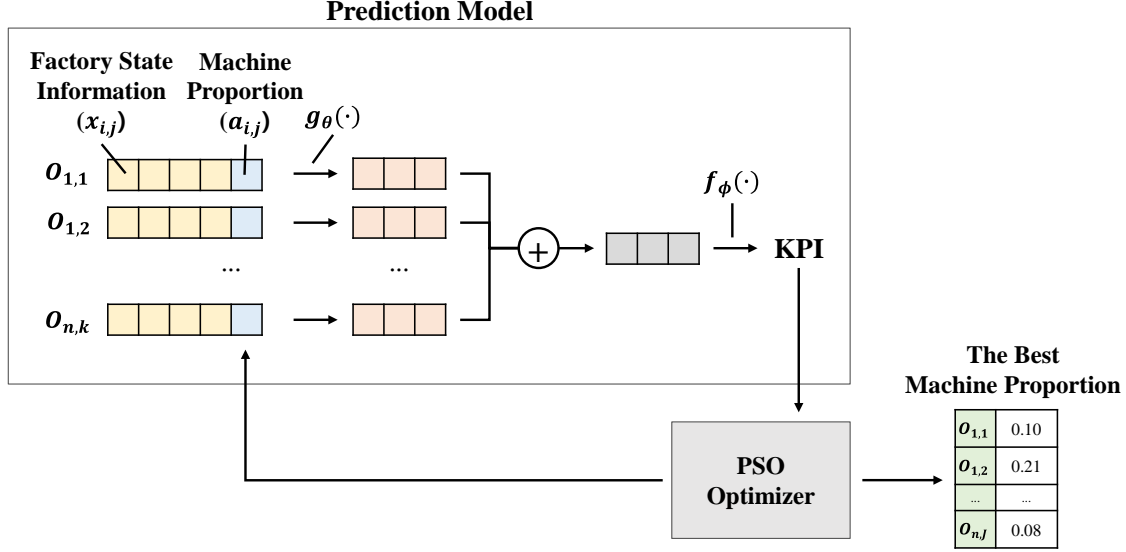 Prediction Model
Factory State
Information
(x_{i,j})
Machine
Proportion
(a_{i,j})
g_θ(·)
O_{1,1}
O_{1,2}
...
...
O_{n,k}
+
f_ϕ(·)
KPI
PSO
Optimizer
The Best
Machine Proportion
O_{1,1} 0.10
O_{1,2} 0.21
... ...
O_{n,J} 0.08